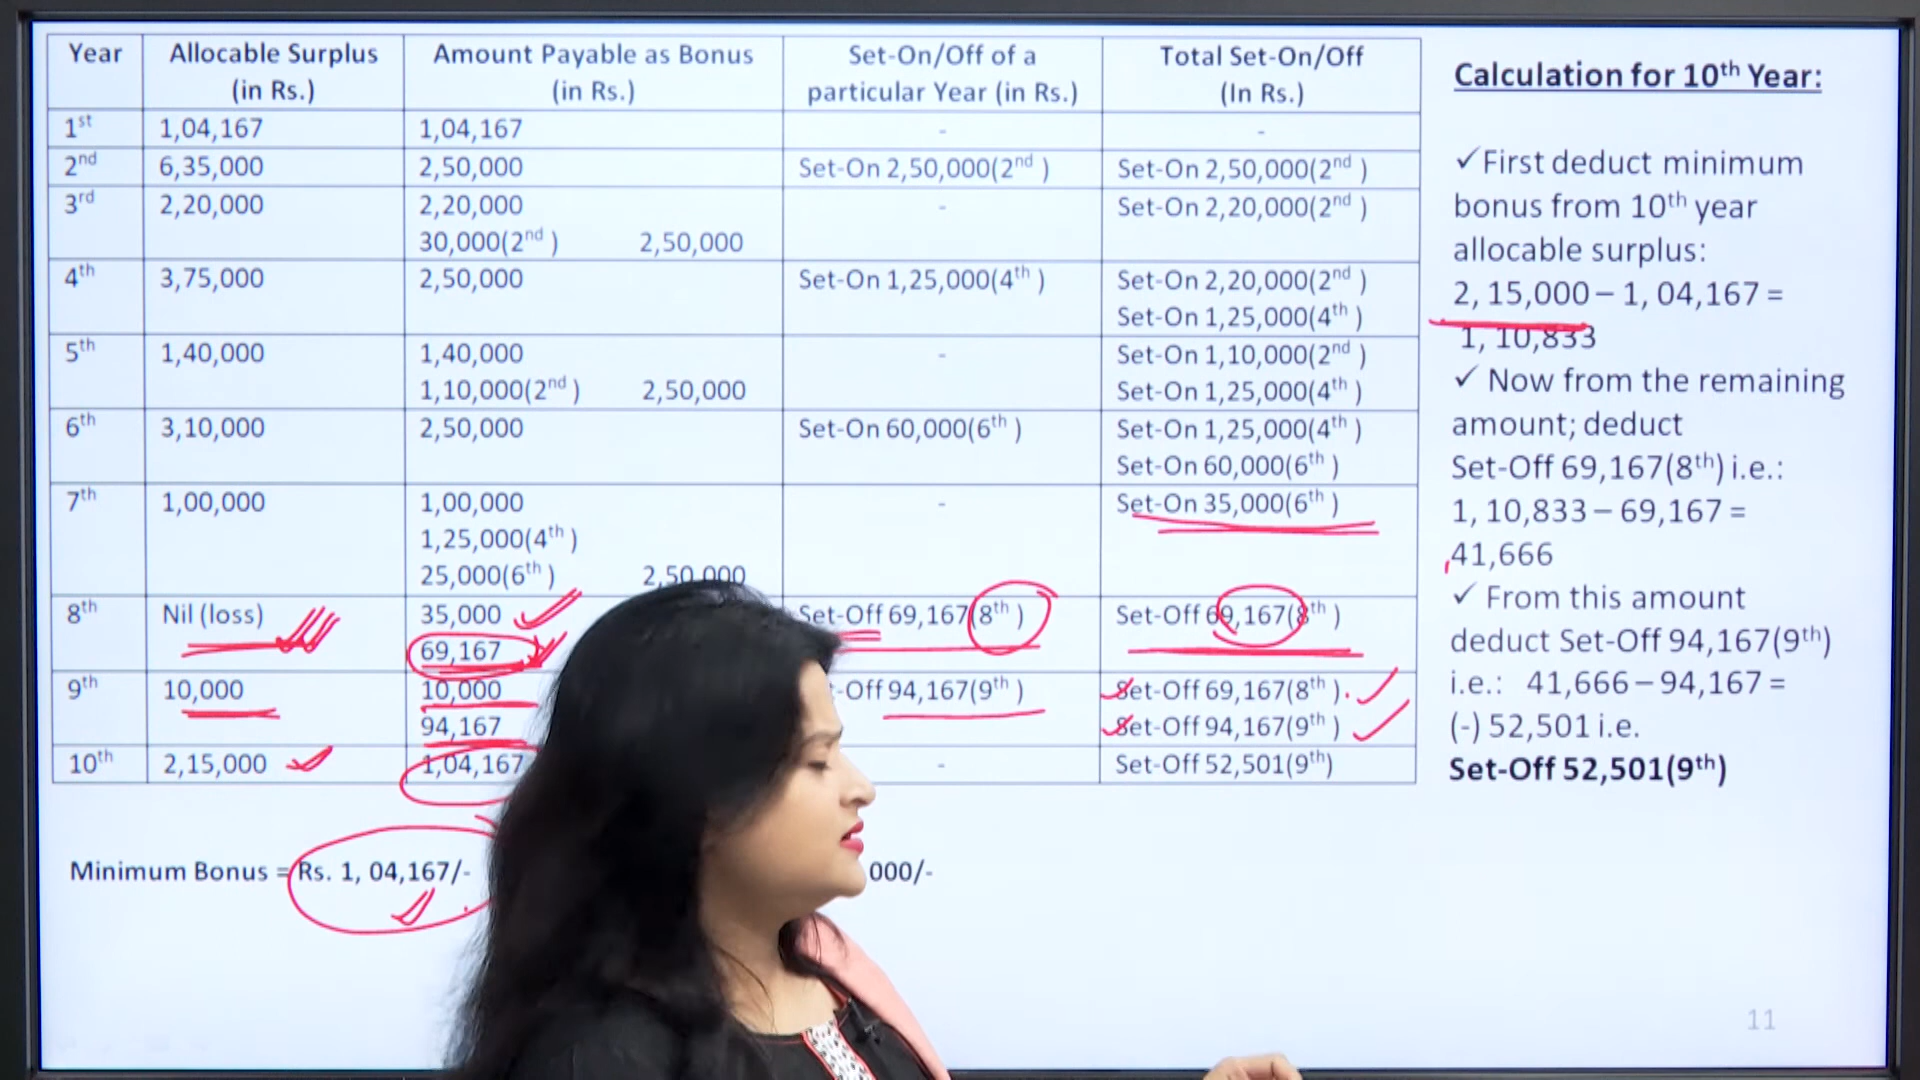 Year Allocable Surplus Amount Payable as Bonus Set-On/Off of a Total Set-On/Off
(in Rs.) (in Rs.) particular Year (in Rs.) (In Rs.)
1st 1,04,167 1,04,167 - -
2nd 6,35,000 2,50,000 Set-On 2,50,000(2nd ) Set-On 2,50,000(2nd )
3rd 2,20,000 2,20,000 - Set-On 2,20,000(2nd )
30,000(2nd ) 2,50,000
4th 3,75,000 2,50,000 Set-On 1,25,000(4th ) Set-On 2,20,000(2nd )
Set-On 1,25,000(4th )
5th 1,40,000 1,40,000 - Set-On 1,10,000(2nd )
1,10,000(2nd ) 2,50,000 Set-On 1,25,000(4th )
6th 3,10,000 2,50,000 Set-On 60,000(6th ) Set-On 1,25,000(4th )
Set-On 60,000(6th )
7th 1,00,000 1,00,000 - Set-On 35,000(6th )
1,25,000(4th )
25,000(6th ) 2,50,000
8th Nil (loss) 35,000 Set-Off 69,167(8th ) Set-Off 69,167(8th )
69,167
9th 10,000 10,000 -Off 94,167(9th ) Set-Off 69,167(8th ).
94,167 Set-Off 94,167(9th )
10th 2,15,000 1,04,167 - Set-Off 52,501(9th)
Minimum Bonus = Rs. 1, 04,167/- 000/-
Calculation for 10th Year:
✓First deduct minimum
bonus from 10th year
allocable surplus:
2, 15,000 – 1, 04,167 =
1, 10,833
✓ Now from the remaining
amount; deduct
Set-Off 69,167(8th) i.e.:
1, 10,833 – 69,167 =
41,666
✓ From this amount
deduct Set-Off 94,167(9th)
i.e.: 41,666 – 94,167 =
(-) 52,501 i.e.
Set-Off 52,501(9th)
11